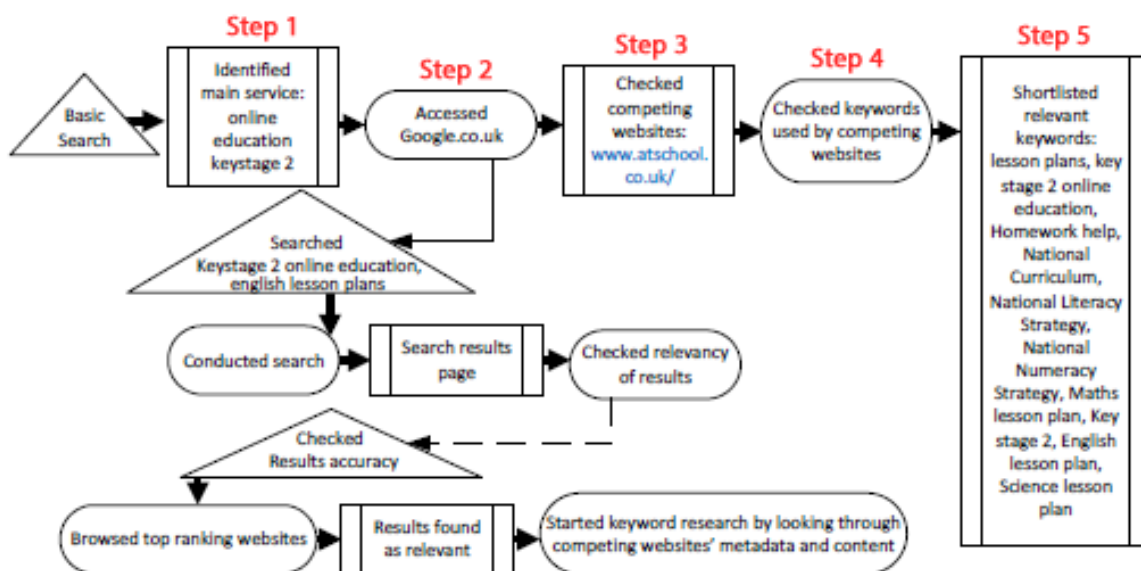 Step 1
Step 2
Step 3
Step 4
Step 5
Basic
Search
Identified
main service:
online
education
keystage 2
Accessed
Google.co.uk
Checked
competing
websites:
www.atschool.
co.uk/
Checked keywords
used by competing
websites
Shortlisted
relevant
keywords:
lesson plans, key
stage 2 online
education,
Homework help,
National
Curriculum,
National Literacy
Strategy,
National
Numeracy
Strategy, Maths
lesson plan, Key
stage 2, English
lesson plan,
Science lesson
plan
Searched
Keystage 2 online education,
english lesson plans
Conducted search
Search results
page
Checked relevancy
of results
Checked
Results accuracy
Browsed top ranking websites
Results found
as relevant
Started keyword research by looking through
competing websites' metadata and content